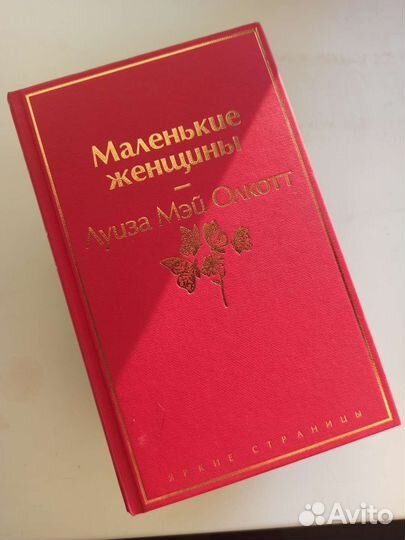 Маленькие
женщины
–
Луиза Мэй Олкотт
ЯРКИЕ СТРАНИЦЫ
Avito